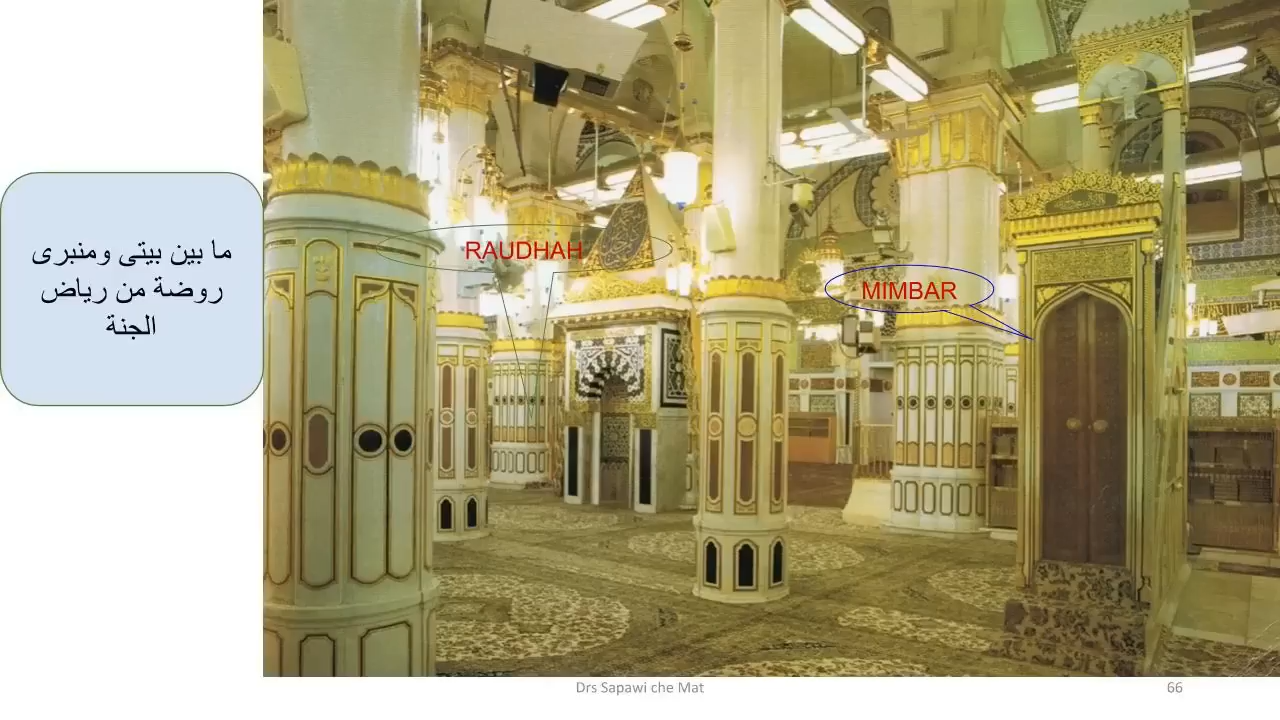 ما بين بيتى ومنبرى
روضة من رياض
الجنة
RAUDHAH
MIMBAR
Drs Sapawi che Mat
66